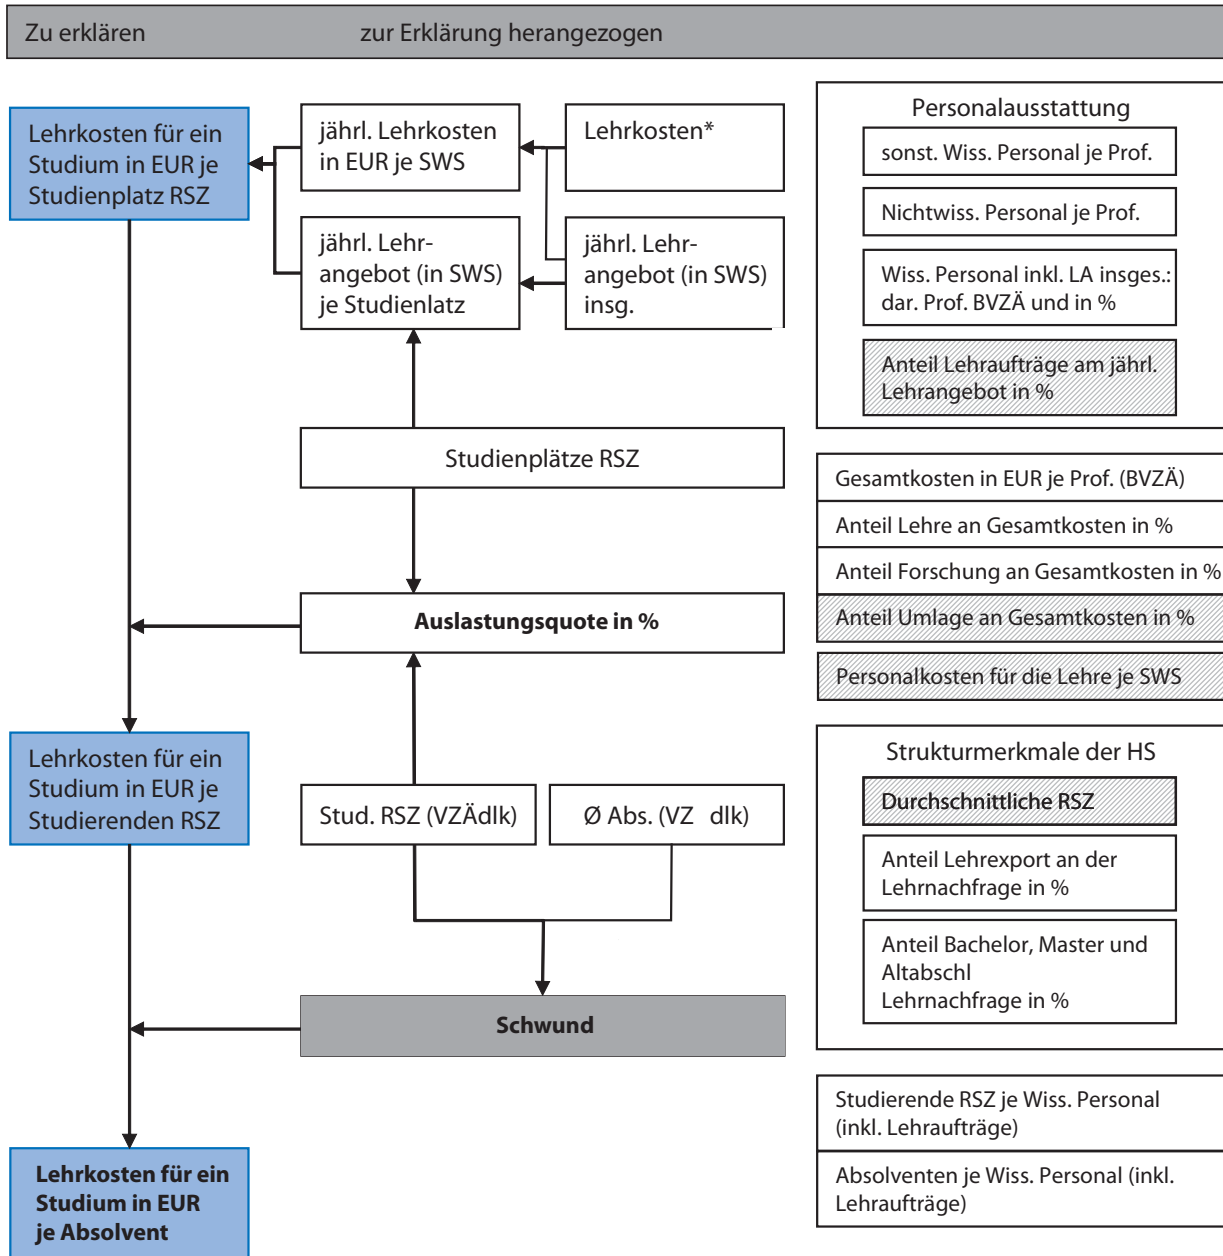 Zu erklären
zur Erklärung herangezogen
Lehrkosten für ein
Studium in EUR je
Studienplatz RSZ
jährl. Lehrkosten
in EUR je SWS
Lehrkosten*
jährl. Lehr-
angebot (in SWS)
je Studienlatz
jährl. Lehr-
angebot (in SWS)
insg.
Studienplätze RSZ
Auslastungsquote in %
Lehrkosten für ein
Studium in EUR je
Studierenden RSZ
Stud. RSZ (VZÄdlk)
Ø Abs. (VZ dlk)
Schwund
Lehrkosten für ein
Studium in EUR
je Absolvent
Personalausstattung
sonst. Wiss. Personal je Prof.
Nichtwiss. Personal je Prof.
Wiss. Personal inkl. LA insges.:
dar. Prof. BVZÄ und in %
Anteil Lehraufträge am jährl.
Lehrangebot in %
Gesamtkosten in EUR je Prof. (BVZÄ)
Anteil Lehre an Gesamtkosten in %
Anteil Forschung an Gesamtkosten in %
Anteil Umlage an Gesamtkosten in %
Personalkosten für die Lehre je SWS
Strukturmerkmale der HS
Durchschnittliche RSZ
Anteil Lehrexport an der
Lehrnachfrage in %
Anteil Bachelor, Master und
Altabschl
Lehrnachfrage in %
Studierende RSZ je Wiss. Personal
(inkl. Lehraufträge)
Absolventen je Wiss. Personal (inkl.
Lehraufträge)